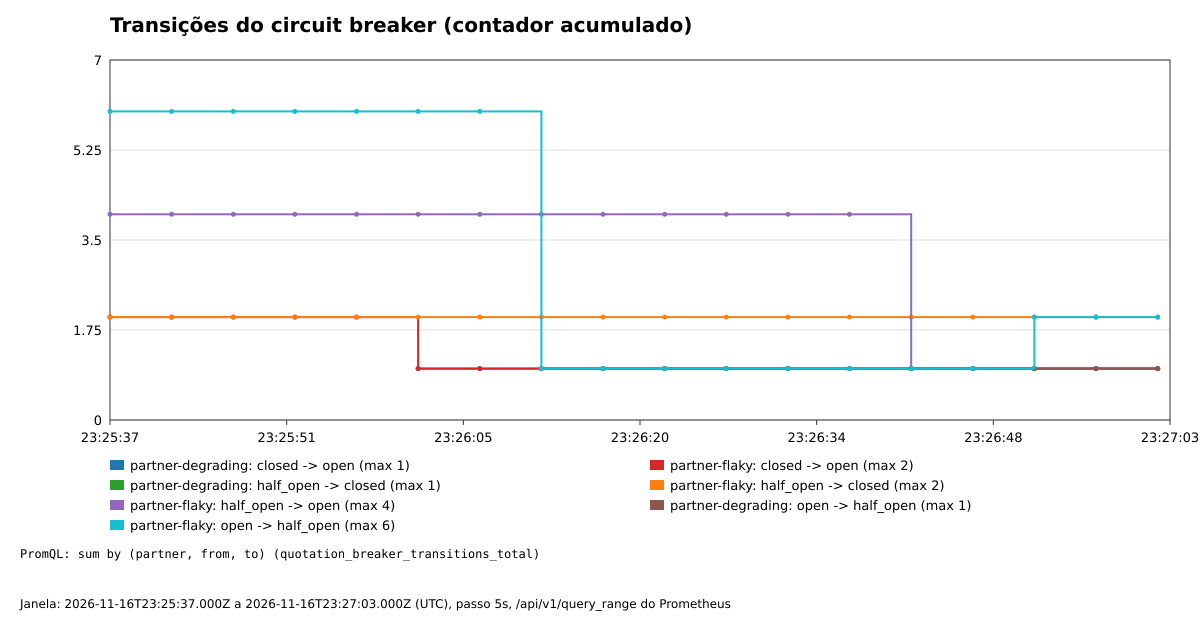 Transições do circuit breaker (contador acumulado)
7
5.25
3.5
1.75
0
23:25:37 23:25:51 23:26:05 23:26:20 23:26:34 23:26:48 23:27:03
partner-degrading: closed -> open (max 1) partner-flaky: closed -> open (max 2)
partner-degrading: half_open -> closed (max 1) partner-flaky: half_open -> closed (max 2)
partner-flaky: half_open -> open (max 4) partner-degrading: open -> half_open (max 1)
partner-flaky: open -> half_open (max 6)
PromQL: sum by (partner, from, to) (quotation_breaker_transitions_total)
Janela: 2026-11-16T23:25:37.000Z a 2026-11-16T23:27:03.000Z (UTC), passo 5s, /api/v1/query_range do Prometheus